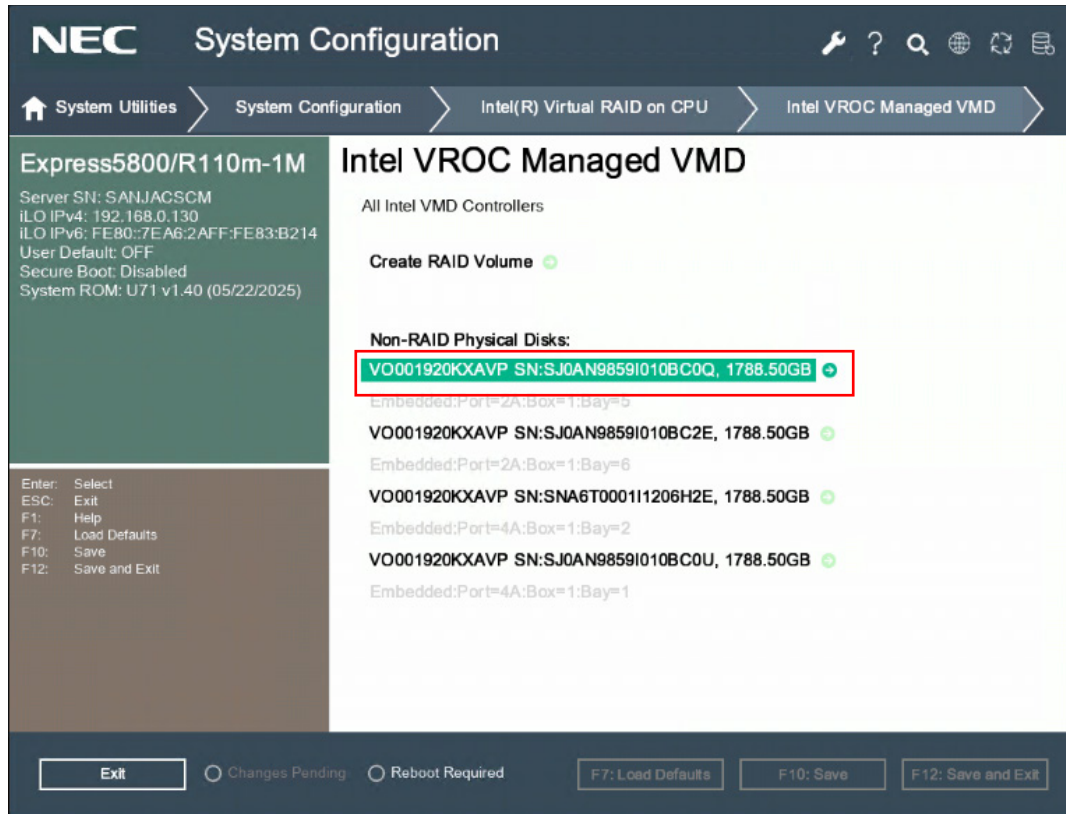 NEC System Configuration
System Utilities System Configuration Intel(R) Virtual RAID on CPU Intel VROC Managed VMD
Express5800/R110m-1M
Server SN: SANJACSCM
iLO IPv4: 192.168.0.130
iLO IPv6: FE80::7EA6:2AFF:FE83:B214
User Default: OFF
Secure Boot: Disabled
System ROM: U71 v1.40 (05/22/2025)
Enter: Select
ESC: Exit
F1: Help
F7: Load Defaults
F10: Save
F12: Save and Exit
Intel VROC Managed VMD
All Intel VMD Controllers
Create RAID Volume
Non-RAID Physical Disks:
VO001920KXAVP SN:SJ0AN9859I010BC0Q, 1788.50GB
Embedded:Port=2A:Box=1:Bay=5
VO001920KXAVP SN:SJ0AN9859I010BC2E, 1788.50GB
Embedded:Port=2A:Box=1:Bay=6
VO001920KXAVP SN:SNA6T0001I1206H2E, 1788.50GB
Embedded:Port=4A:Box=1:Bay=2
VO001920KXAVP SN:SJ0AN9859I010BC0U, 1788.50GB
Embedded:Port=4A:Box=1:Bay=1
Exit Changes Pending Reboot Required F7: Load Defaults F10: Save F12: Save and Exit